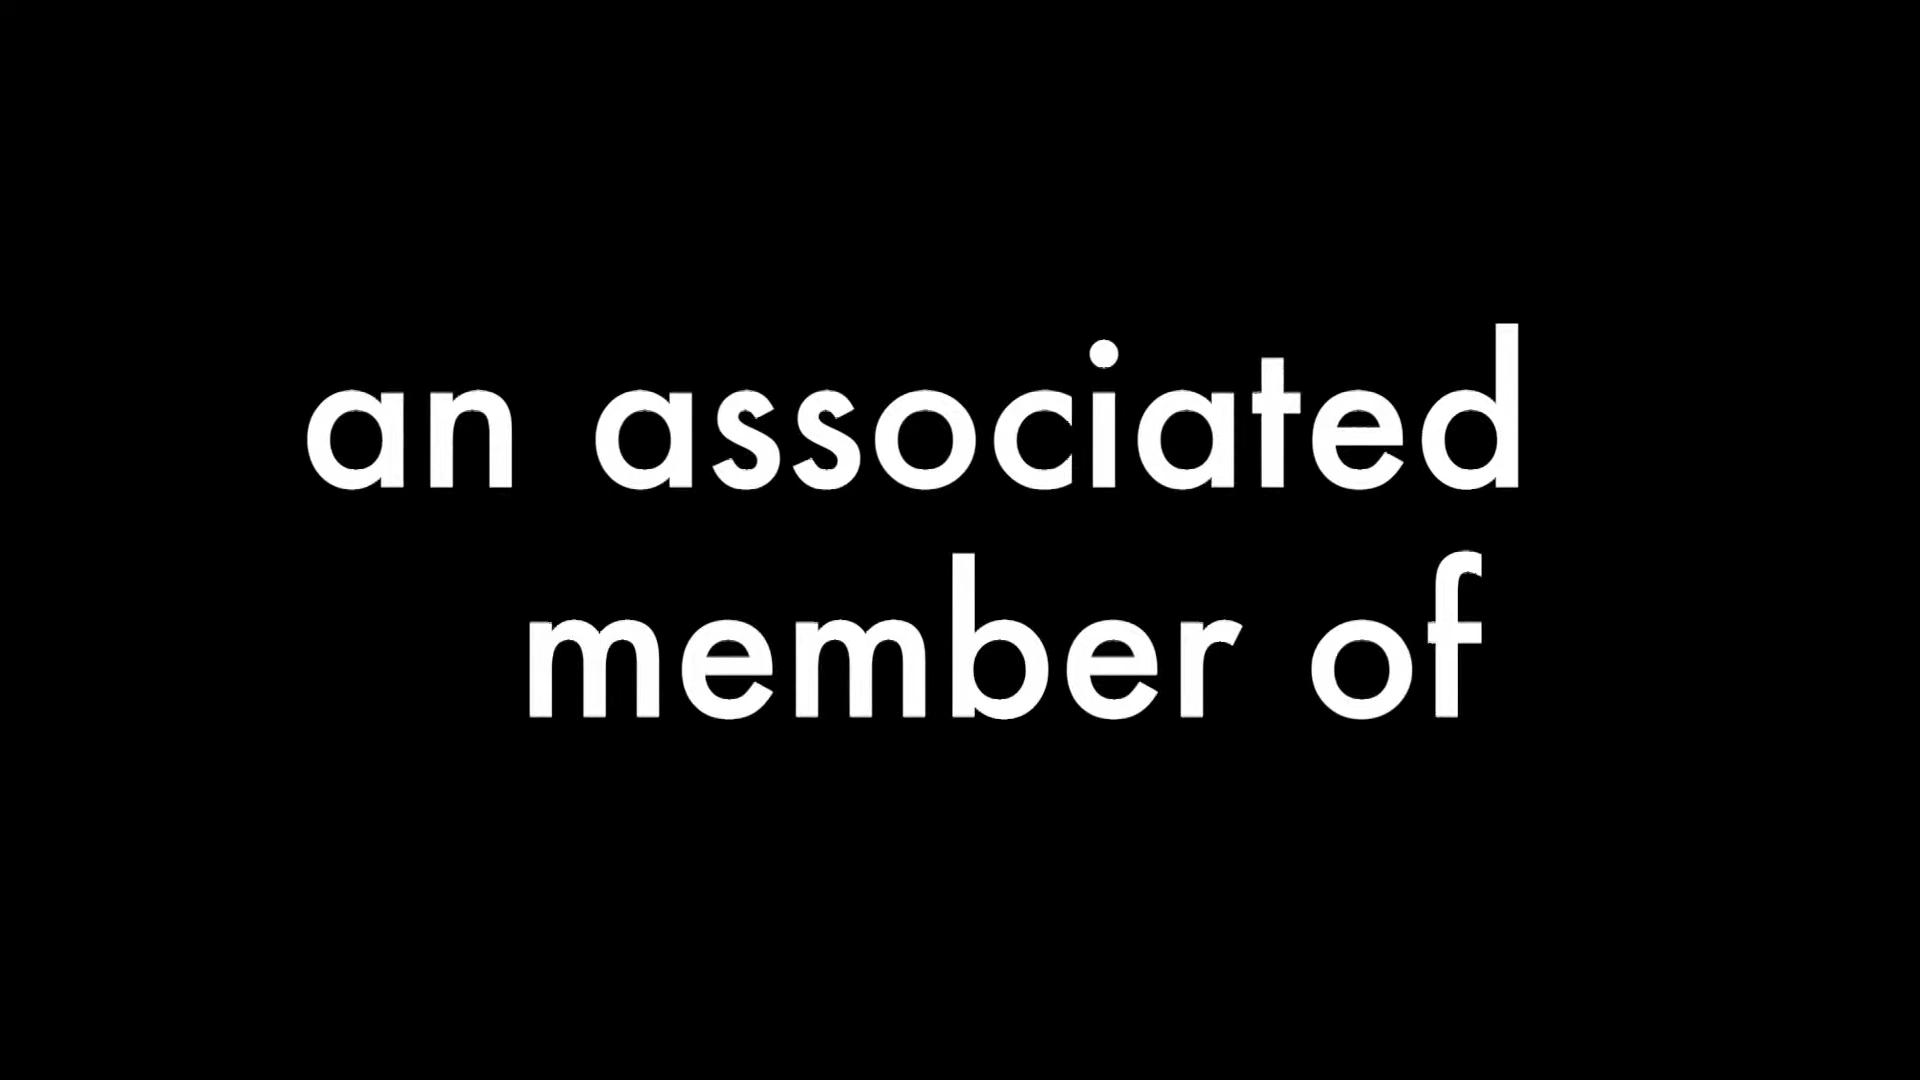 an associated
member of